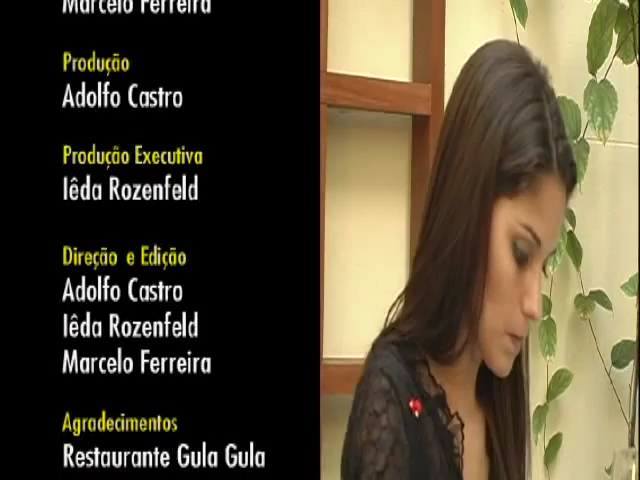 Marcelo Ferreira
Produção
Adolfo Castro
Produção Executiva
Iêda Rozenfeld
Direção e Edição
Adolfo Castro
Iêda Rozenfeld
Marcelo Ferreira
Agradecimentos
Restaurante Gula Gula